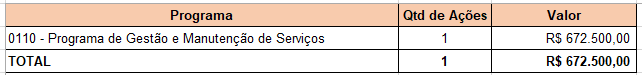 Programa Qtd de Ações Valor
0110 - Programa de Gestão e Manutenção de Serviços 1 R$ 672.500,00
TOTAL 1 R$ 672.500,00